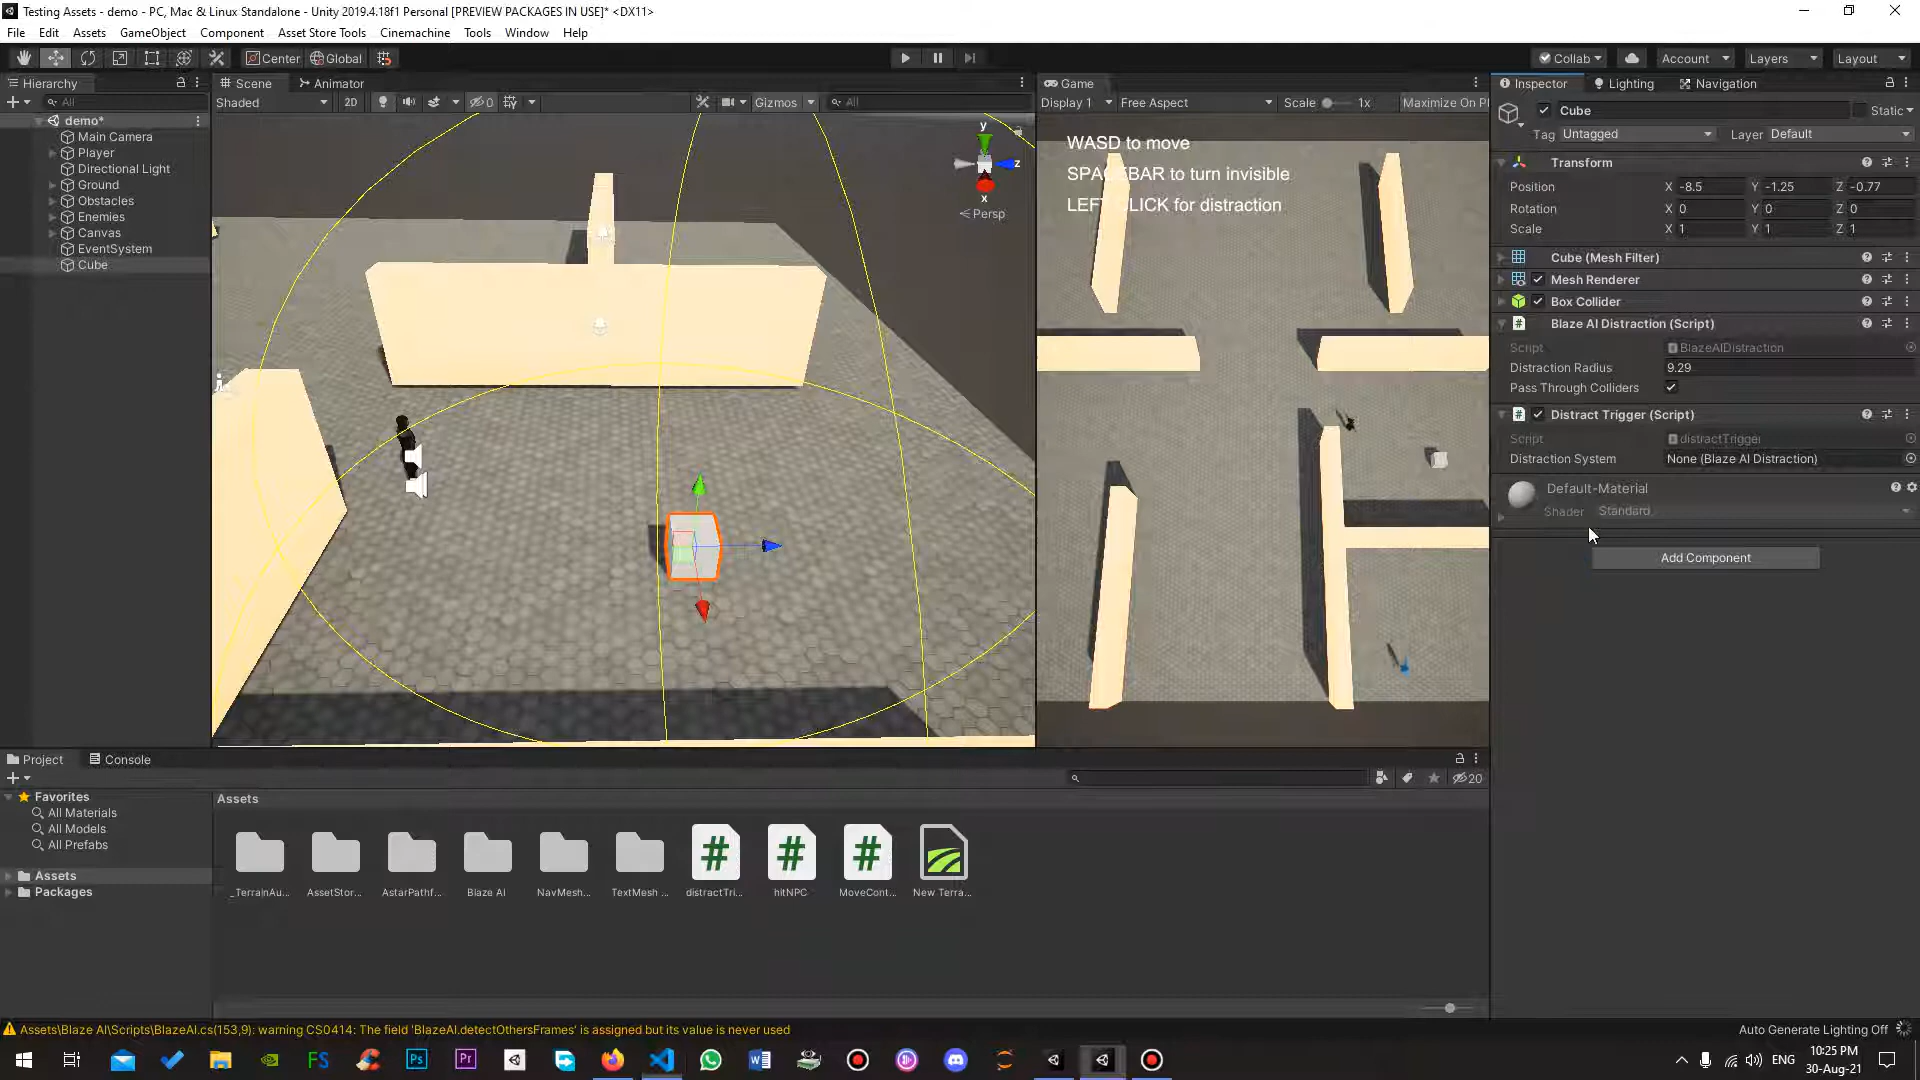 Testing Assets - demo - PC, Mac & Linux Standalone - Unity 2019.4.18f1 Personal [PREVIEW PACKAGES IN USE]* <DX11>
File Edit Assets GameObject Component Asset Store Tools Cinemachine Tools Window Help
Center Global Collab Account Layers Layout
Hierarchy
All
demo*
Main Camera
Player
Directional Light
Ground
Obstacles
Enemies
Canvas
EventSystem
Cube
Scene Animator
Shaded 2D 0 Gizmos All
y
z
x
Persp
Game
Display 1 Free Aspect Scale 1x Maximize On Pl
WASD to move
SPACEBAR to turn invisible
LEFT CLICK for distraction
Inspector Lighting Navigation
Cube Static
Tag Untagged Layer Default
Transform
Position X -8.5 Y -1.25 Z -0.77
Rotation X 0 Y 0 Z 0
Scale X 1 Y 1 Z 1
Cube (Mesh Filter)
Mesh Renderer
Box Collider
Blaze AI Distraction (Script)
Script BlazeAIDistraction
Distraction Radius 9.29
Pass Through Colliders
Distract Trigger (Script)
Script distractTrigger
Distraction System None (Blaze AI Distraction)
Default-Material
Shader Standard
Add Component
Project Console
20
Favorites
All Materials
All Models
All Prefabs
Assets
Packages
Assets
_TerrainAu... AssetStor... AstarPathf... Blaze AI NavMesh... TextMesh ... distractTri... hitNPC MoveCont... New Terra...
Assets\Blaze AI\Scripts\BlazeAI.cs(153,9): warning CS0414: The field 'BlazeAI.detectOthersFrames' is assigned but its value is never used
Auto Generate Lighting Off
FS Ps Pr
ENG
10:25 PM
30-Aug-21